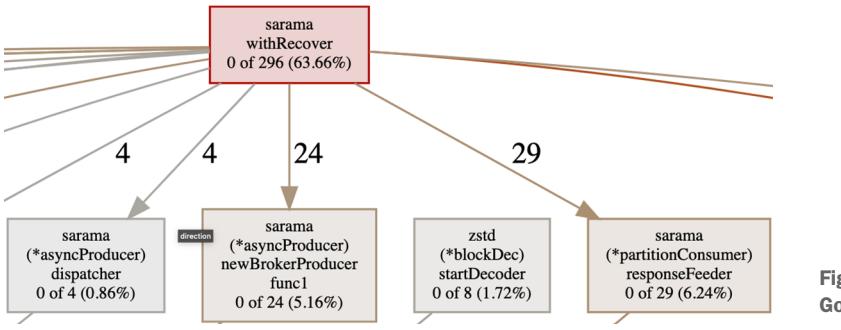 sarama
withRecover
0 of 296 (63.66%)
4
4
24
29
sarama
(*asyncProducer)
dispatcher
0 of 4 (0.86%)
direction
sarama
(*asyncProducer)
newBrokerProducer
func1
0 of 24 (5.16%)
zstd
(*blockDec)
startDecoder
0 of 8 (1.72%)
sarama
(*partitionConsumer)
responseFeeder
0 of 29 (6.24%)
Fig
Go